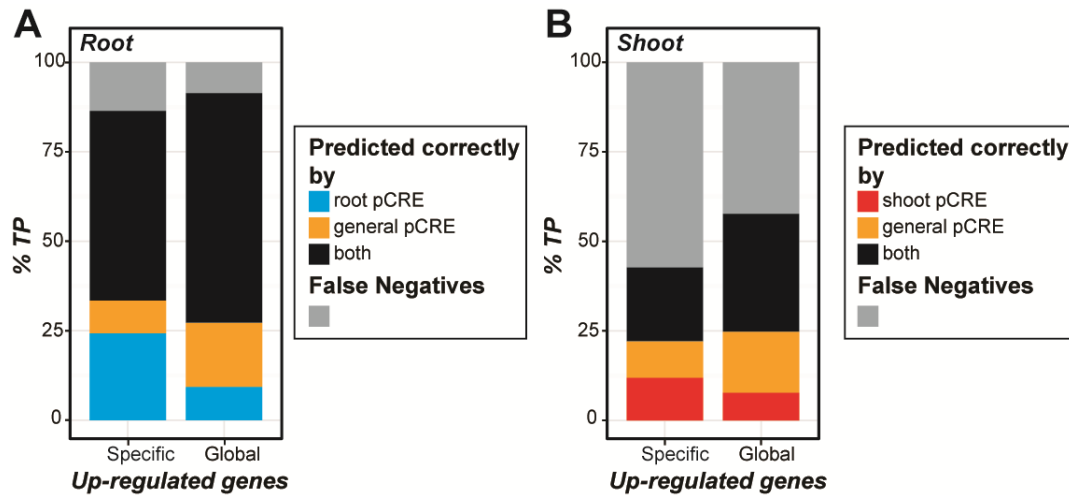 A
Root
100
75
50
25
0
% TP
Specific Global
Up-regulated genes
Predicted correctly
by
root pCRE
general pCRE
both
False Negatives
B
Shoot
100
75
50
25
0
% TP
Specific Global
Up-regulated genes
Predicted correctly
by
shoot pCRE
general pCRE
both
False Negatives